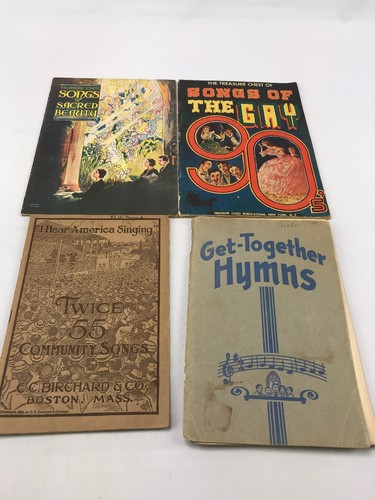 SONGS
of
SACRED
BEAUTY
THE TREASURE CHEST OF
SONGS OF
THE GAY
90s
TREASURE CHEST PUBLICATIONS, NEW YORK, N. Y.
"I Hear America Singing"
TWICE
55
COMMUNITY SONGS
C.C. BIRCHARD & CO.
BOSTON, MASS.
Get-Together
Hymns